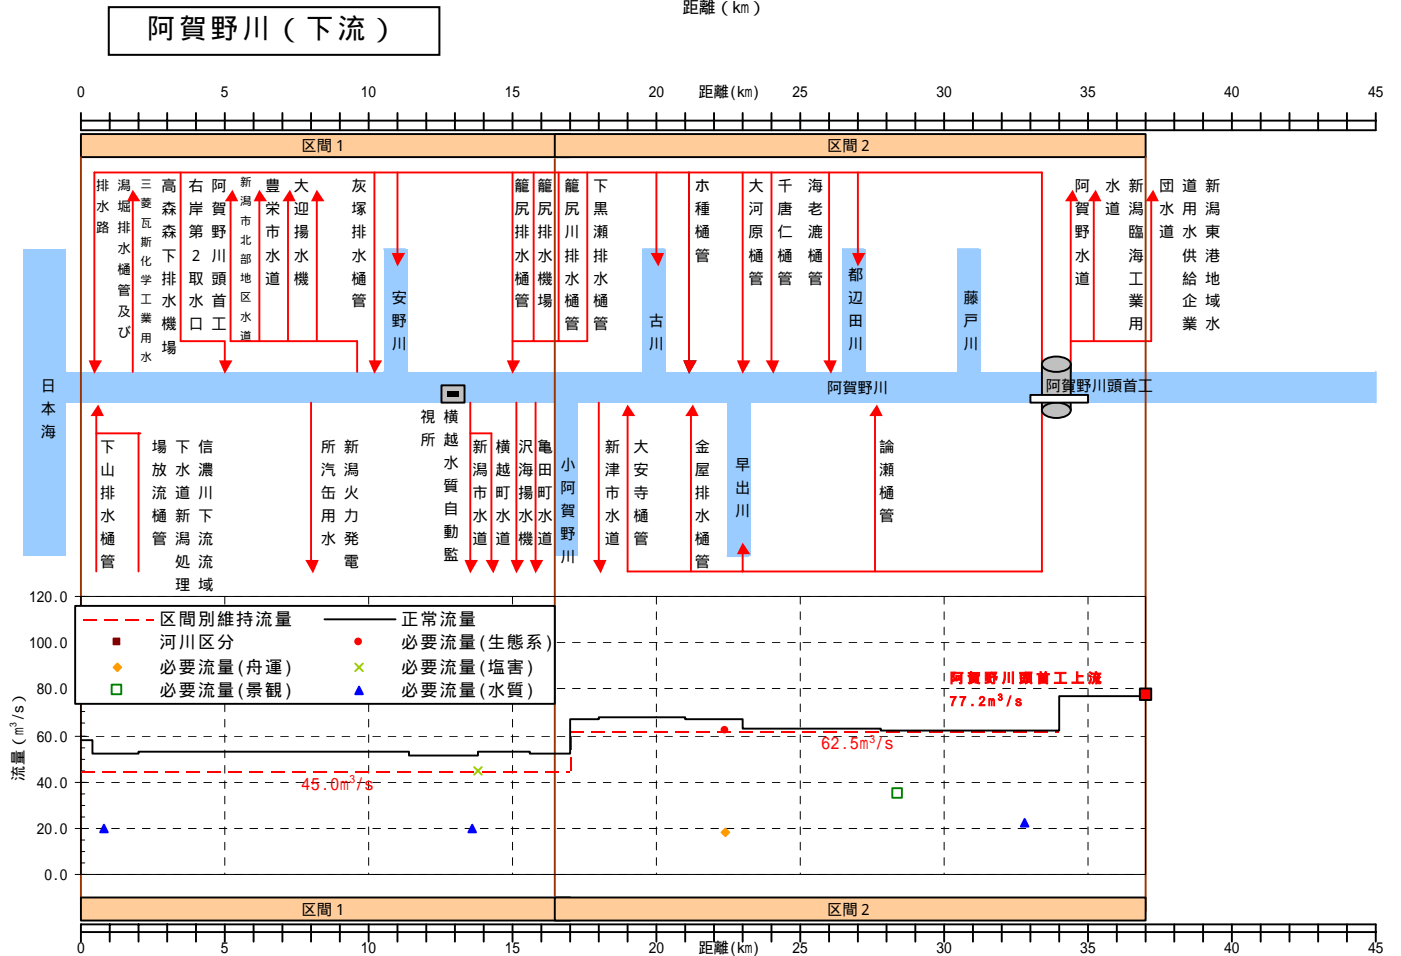 距離(km)
阿賀野川(下流)
0 5 10 15 20 距離(km) 25 30 35 40 45
区間1 区間2
排水路
潟堀排水樋管及び
三菱瓦斯化学工業用水
高森森下排水機場
右岸第2取水口
阿賀野川頭首工
新潟市北部地区水道
豊栄市水道
大迎揚水機
灰塚排水樋管
安野川
籠尻排水樋管
籠尻排水機場
籠尻川排水樋管
下黒瀬排水樋管
古川
木種樋管
大河原樋管
千唐仁樋管
海老漉樋管
都辺田川
藤戸川
阿賀野水道
水道
新潟臨海工業用
団水道
道用水供給企業
新潟東港地域水
日本海
阿賀野川
阿賀野川頭首工
下山排水樋管
場放流樋管
下水道新潟処理
信濃川下流流域
所汽缶用水
新潟火力発電
視所
横越水質自動監
新潟市水道
横越町水道
沢海揚水機
亀田町水道
小阿賀野川
新津市水道
大安寺樋管
金屋排水樋管
早出川
論瀬樋管
120.0
100.0
80.0
60.0
40.0
20.0
0.0
流量(m³/s)
区間別維持流量 正常流量
河川区分 必要流量(生態系)
必要流量(舟運) 必要流量(塩害)
必要流量(景観) 必要流量(水質)
阿賀野川頭首工上流
77.2m³/s
62.5m³/s
45.0m³/s
区間1 区間2
0 5 10 15 20 距離(km) 25 30 35 40 45